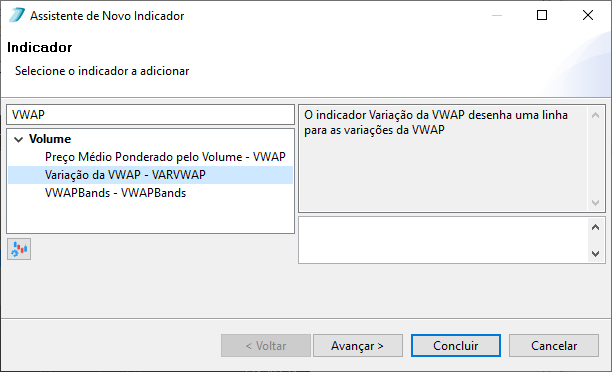 Assistente de Novo Indicador
Indicador
Selecione o indicador a adicionar
VWAP
Volume
Preço Médio Ponderado pelo Volume - VWAP
Variação da VWAP - VARVWAP
VWAPBands - VWAPBands
O indicador Variação da VWAP desenha uma linha
para as variações da VWAP
< Voltar
Avançar >
Concluir
Cancelar